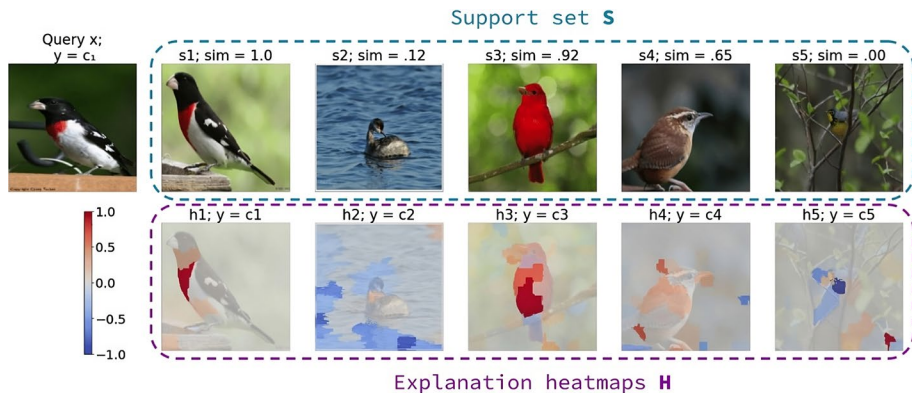 Support set S
Query x;
y = c₁
s1; sim = 1.0
s2; sim = .12
s3; sim = .92
s4; sim = .65
s5; sim = .00
h1; y = c1
h2; y = c2
h3; y = c3
h4; y = c4
h5; y = c5
1.0
0.5
0.0
−0.5
−1.0
Explanation heatmaps H